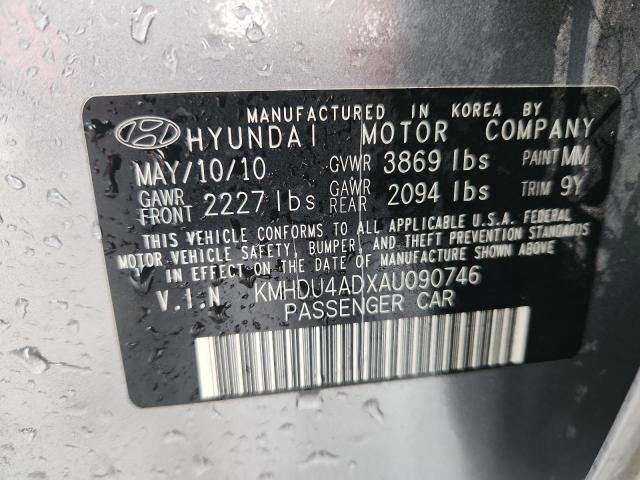 MANUFACTURED IN KOREA BY
HYUNDAI MOTOR COMPANY
MAY/10/10 GVWR 3869 lbs PAINT MM
GAWR FRONT 2227 lbs GAWR REAR 2094 lbs TRIM 9Y
THIS VEHICLE CONFORMS TO ALL APPLICABLE U.S.A. FEDERAL
MOTOR VEHICLE SAFETY, BUMPER, AND THEFT PREVENTION STANDARDS
IN EFFECT ON THE DATE OF MANUFACTURE SHOWN ABOVE
V.I.N. KMHDU4ADXAU090746
PASSENGER CAR